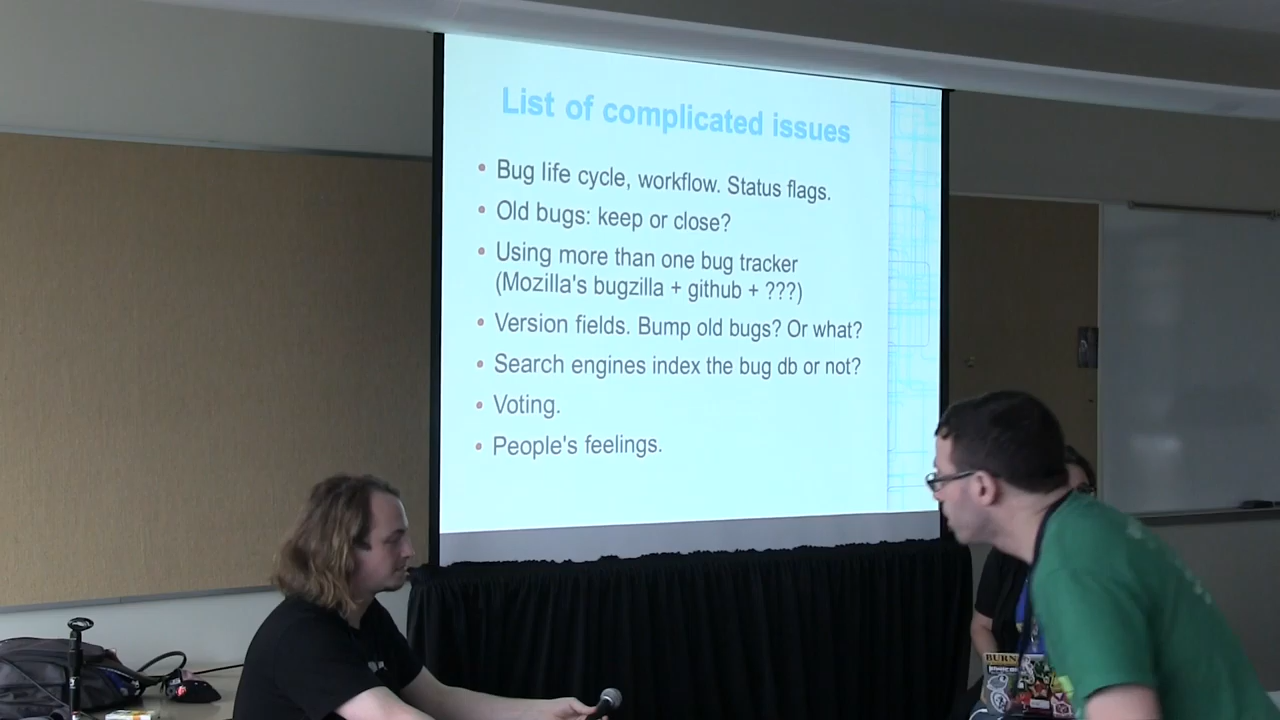 List of complicated issues
• Bug life cycle, workflow. Status flags.
• Old bugs: keep or close?
• Using more than one bug tracker
(Mozilla's bugzilla + github + ???)
• Version fields. Bump old bugs? Or what?
• Search engines index the bug db or not?
• Voting.
• People's feelings.
BURN